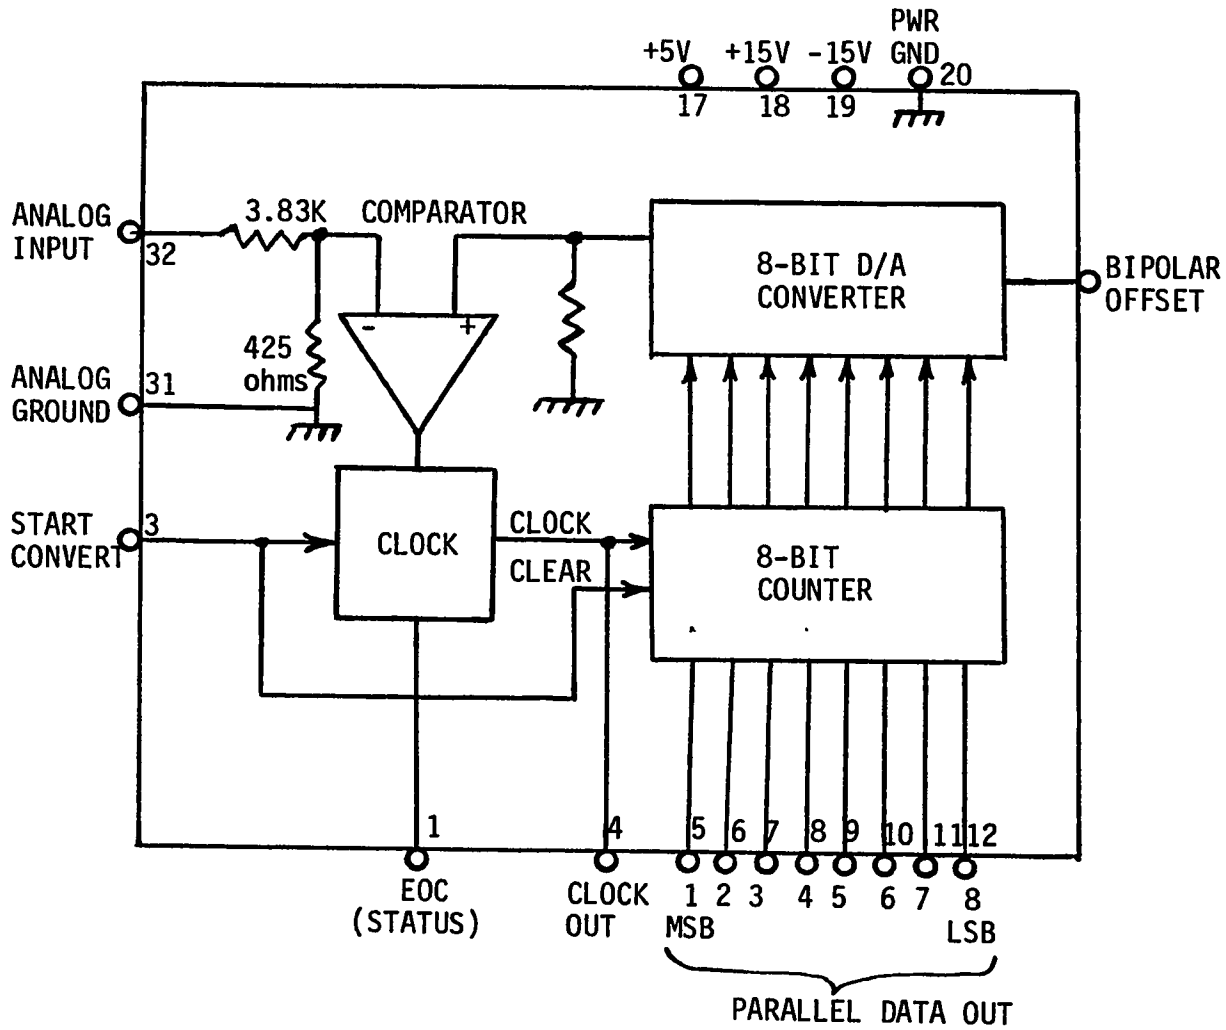 PWR
+5V +15V -15V GND
20
17 18 19
ANALOG
INPUT
32
3.83K
COMPARATOR
8-BIT D/A
CONVERTER
BIPOLAR
OFFSET
- +
425
ohms
ANALOG
GROUND
31
START
CONVERT
3
CLOCK
CLOCK
CLEAR
8-BIT
COUNTER
1 4 5 6 7 8 9 10 11 12
EOC
(STATUS)
CLOCK
OUT
1 2 3 4 5 6 7 8
MSB LSB
PARALLEL DATA OUT